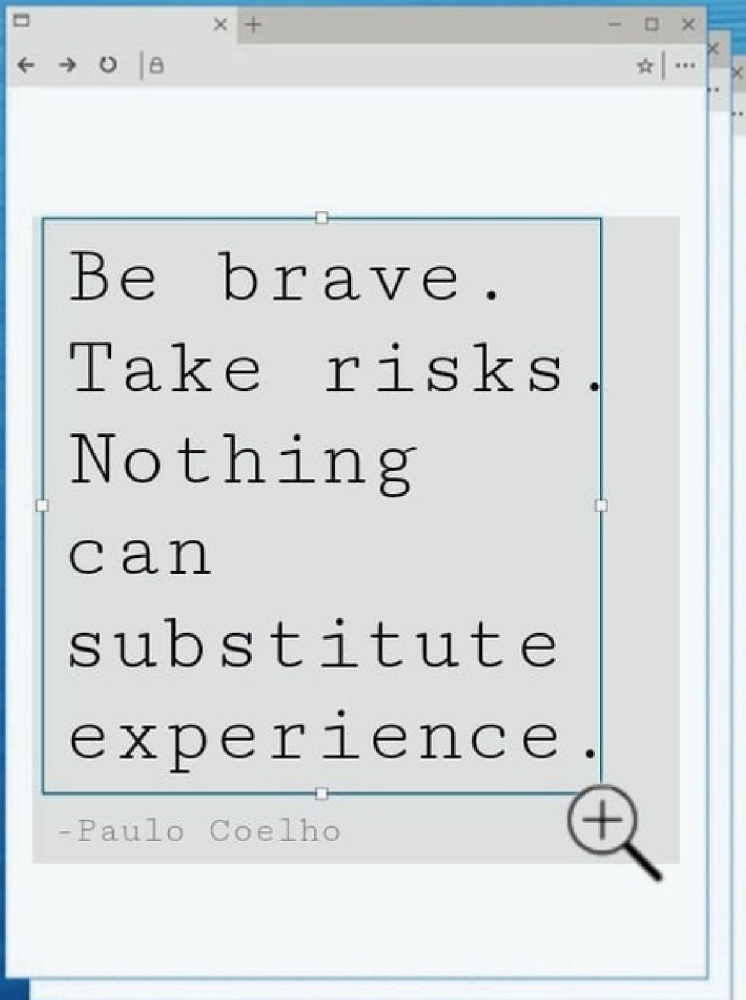 Be brave.
Take risks.
Nothing
can
substitute
experience.
-Paulo Coelho